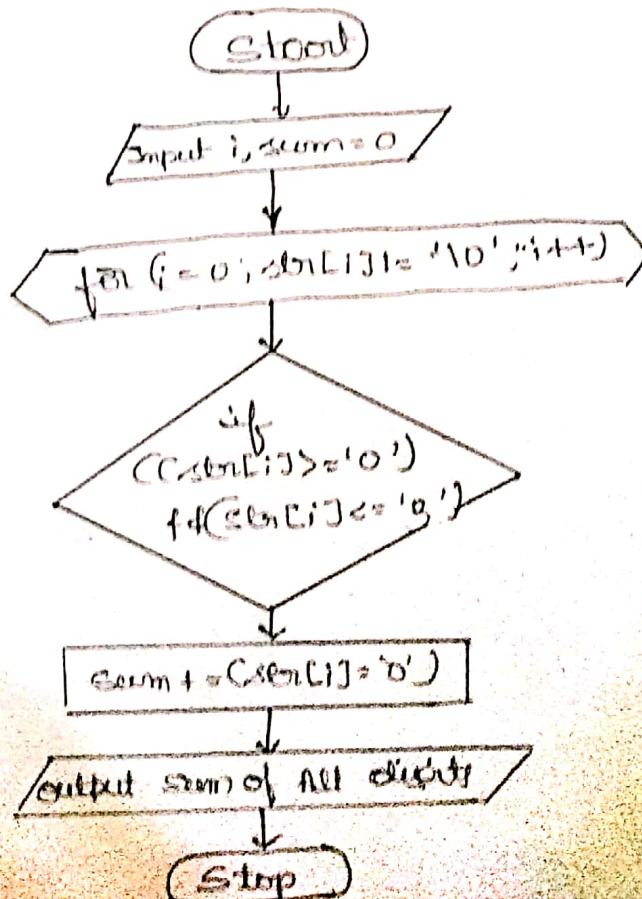 Start
Input i, sum=0
for (i=0; str[i]!='\0'; i++)
if
((str[i]>='0')
&&(str[i]<='9')
sum+=(str[i]='0')
output sum of All digits
Stop